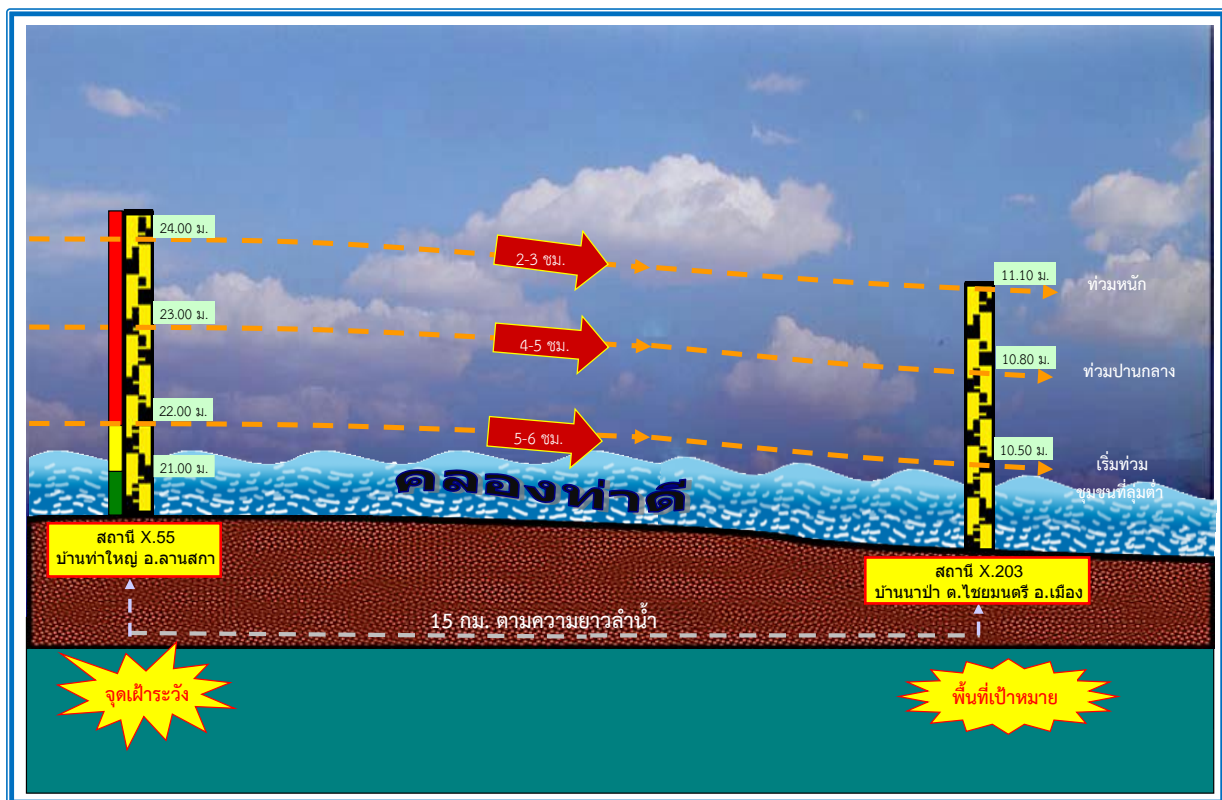 24.00 ม.
2-3 ชม.
11.10 ม.
ท่วมหนัก
23.00 ม.
4-5 ชม.
10.80 ม.
ท่วมปานกลาง
22.00 ม.
5-6 ชม.
10.50 ม.
เริ่มท่วม
ชุมชนที่ลุ่มต่ำ
21.00 ม.
คลองท่าดี
สถานี X.55
บ้านท่าใหญ่ อ.ลานสกา
สถานี X.203
บ้านนาป่า ต.ไชยมนตรี อ.เมือง
15 กม. ตามความยาวลำน้ำ
จุดเฝ้าระวัง
พื้นที่เป้าหมาย